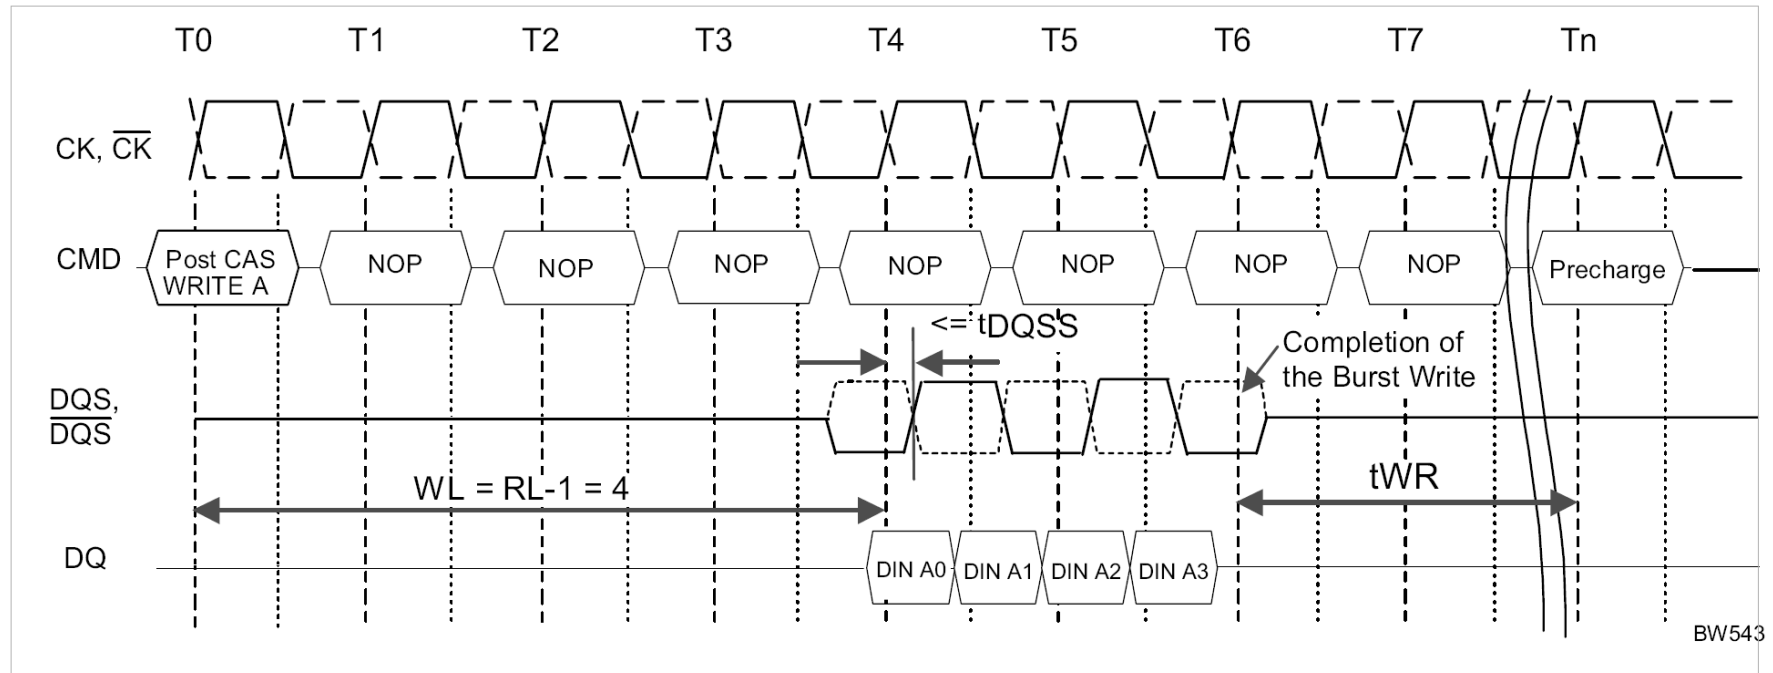 T0 T1 T2 T3 T4 T5 T6 T7 Tn
CK, CK
CMD
Post CAS
WRITE A
NOP NOP NOP NOP NOP NOP NOP
Precharge
<= tDQSS
Completion of
the Burst Write
DQS,
DQS
WL = RL-1 = 4
tWR
DQ
DIN A0 DIN A1 DIN A2 DIN A3
BW543